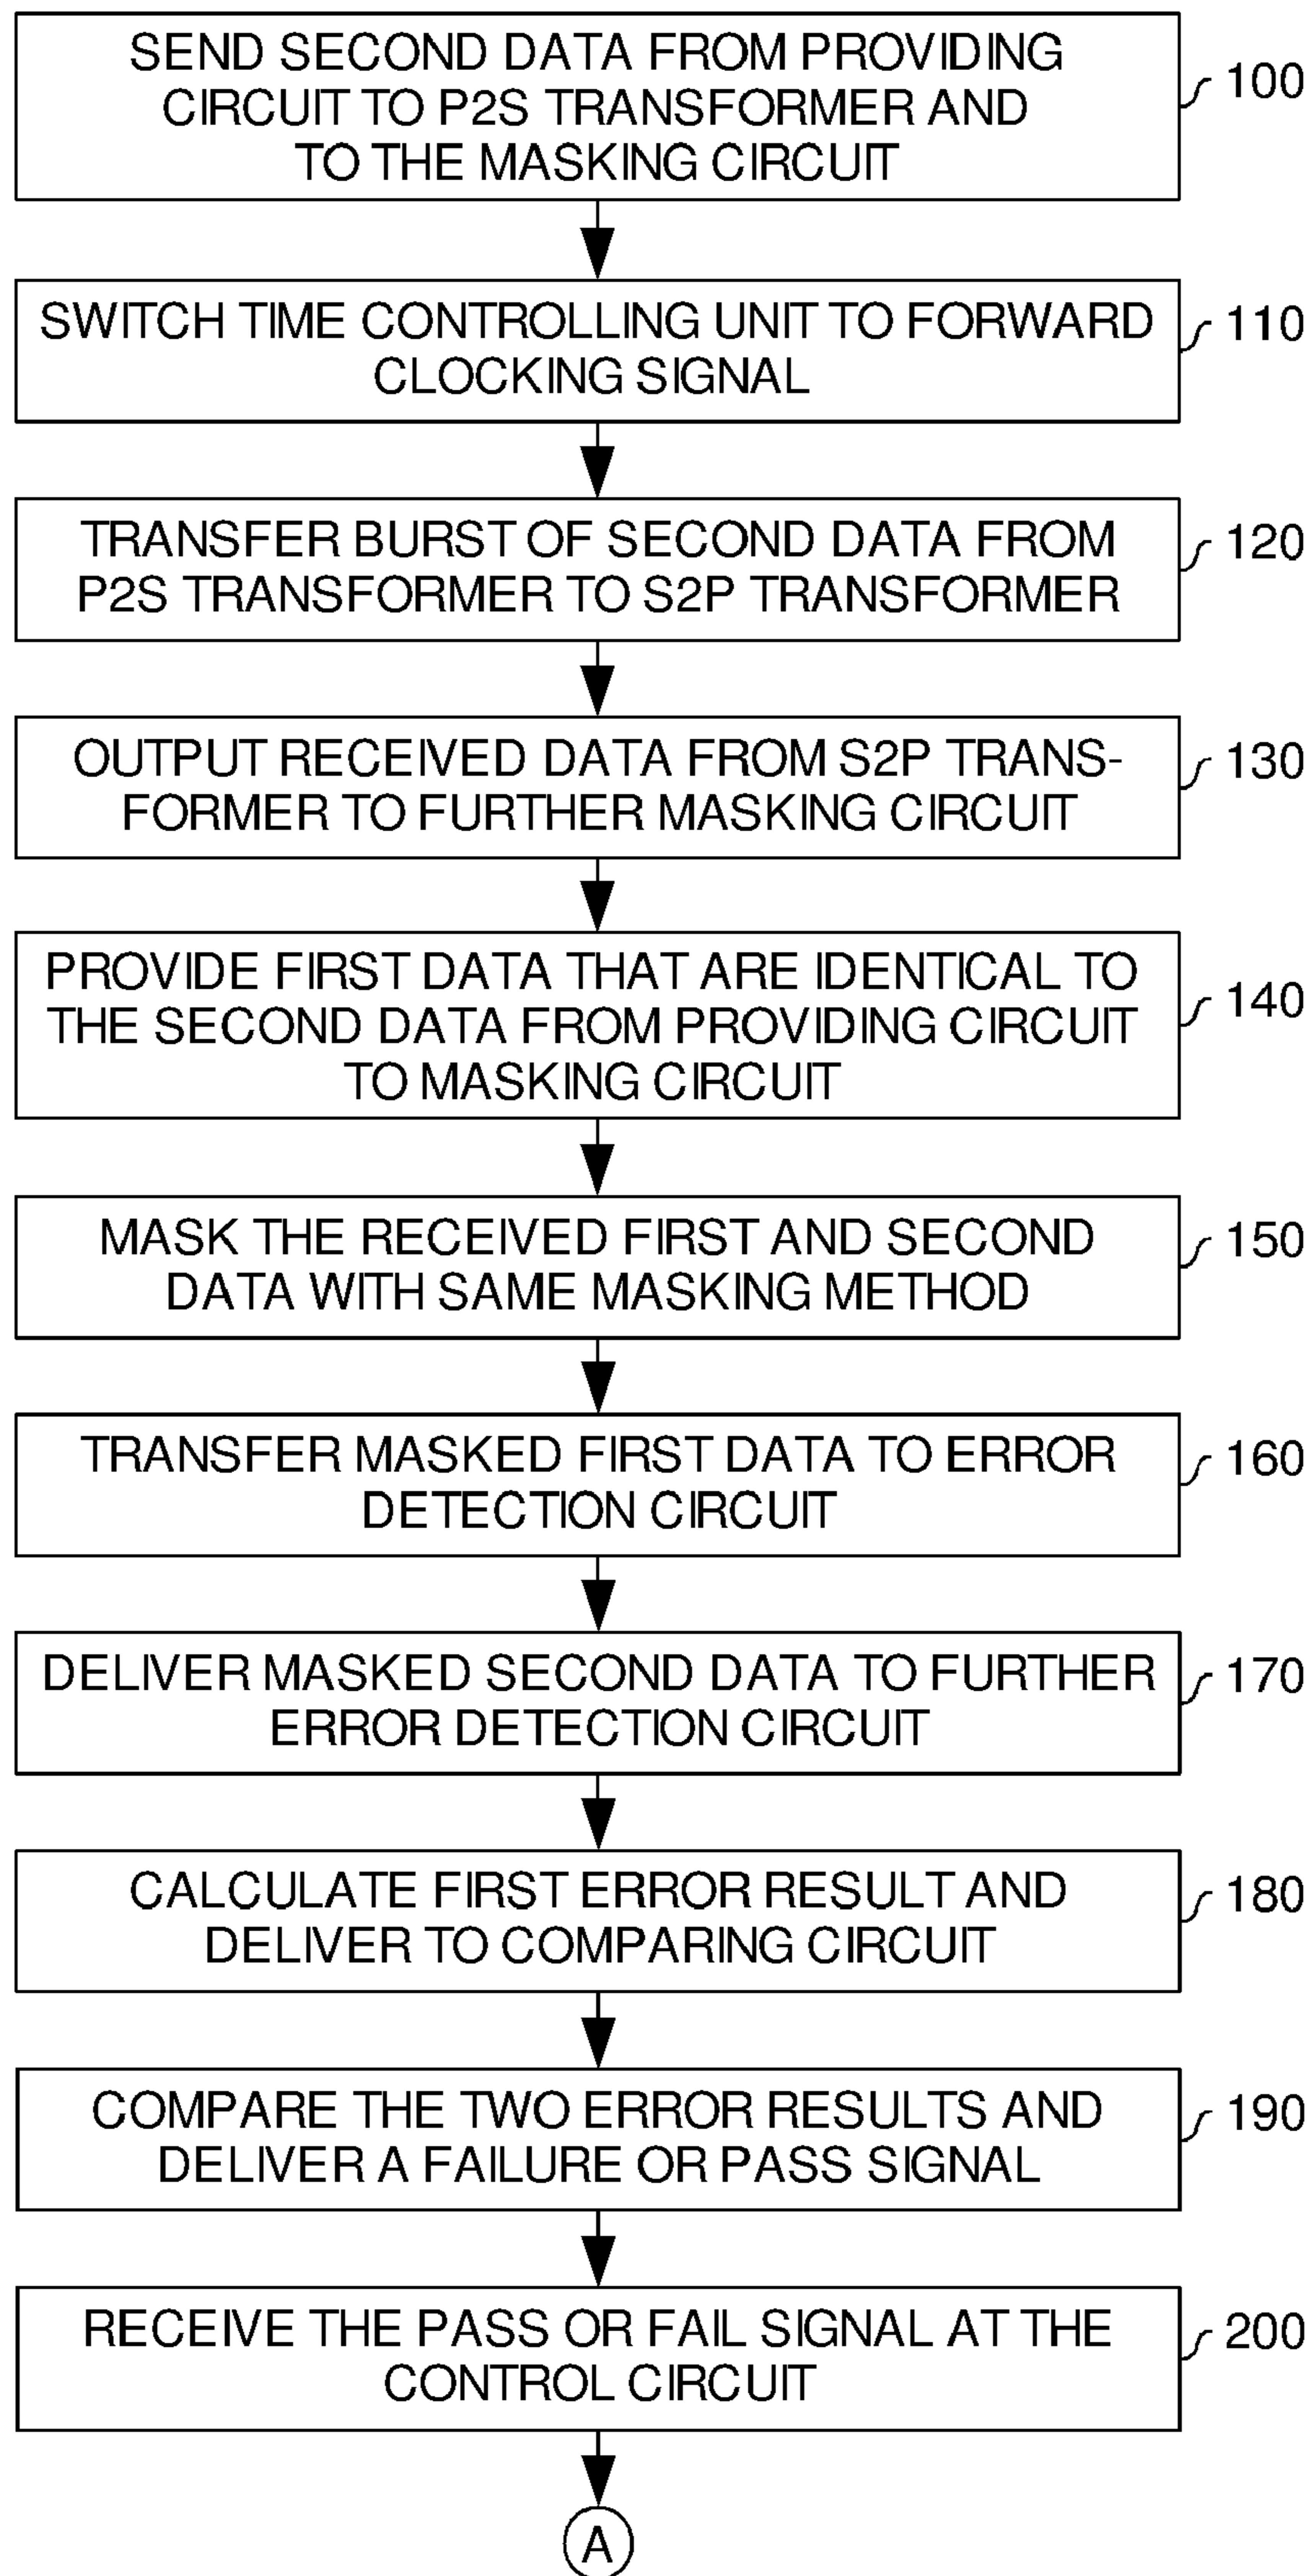 SEND SECOND DATA FROM PROVIDING
CIRCUIT TO P2S TRANSFORMER AND
TO THE MASKING CIRCUIT
100
SWITCH TIME CONTROLLING UNIT TO FORWARD
CLOCKING SIGNAL
110
TRANSFER BURST OF SECOND DATA FROM
P2S TRANSFORMER TO S2P TRANSFORMER
120
OUTPUT RECEIVED DATA FROM S2P TRANS-
FORMER TO FURTHER MASKING CIRCUIT
130
PROVIDE FIRST DATA THAT ARE IDENTICAL TO
THE SECOND DATA FROM PROVIDING CIRCUIT
TO MASKING CIRCUIT
140
MASK THE RECEIVED FIRST AND SECOND
DATA WITH SAME MASKING METHOD
150
TRANSFER MASKED FIRST DATA TO ERROR
DETECTION CIRCUIT
160
DELIVER MASKED SECOND DATA TO FURTHER
ERROR DETECTION CIRCUIT
170
CALCULATE FIRST ERROR RESULT AND
DELIVER TO COMPARING CIRCUIT
180
COMPARE THE TWO ERROR RESULTS AND
DELIVER A FAILURE OR PASS SIGNAL
190
RECEIVE THE PASS OR FAIL SIGNAL AT THE
CONTROL CIRCUIT
200
A